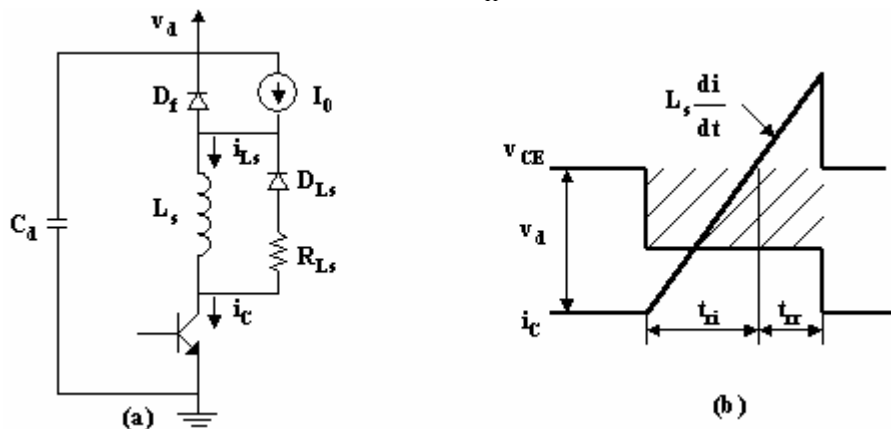 v_d
D_f
I_0
i_Ls
D_Ls
L_s
C_d
R_Ls
i_C
(a)
L_s di/dt
v_CE
v_d
i_C
t_ri
t_rr
(b)